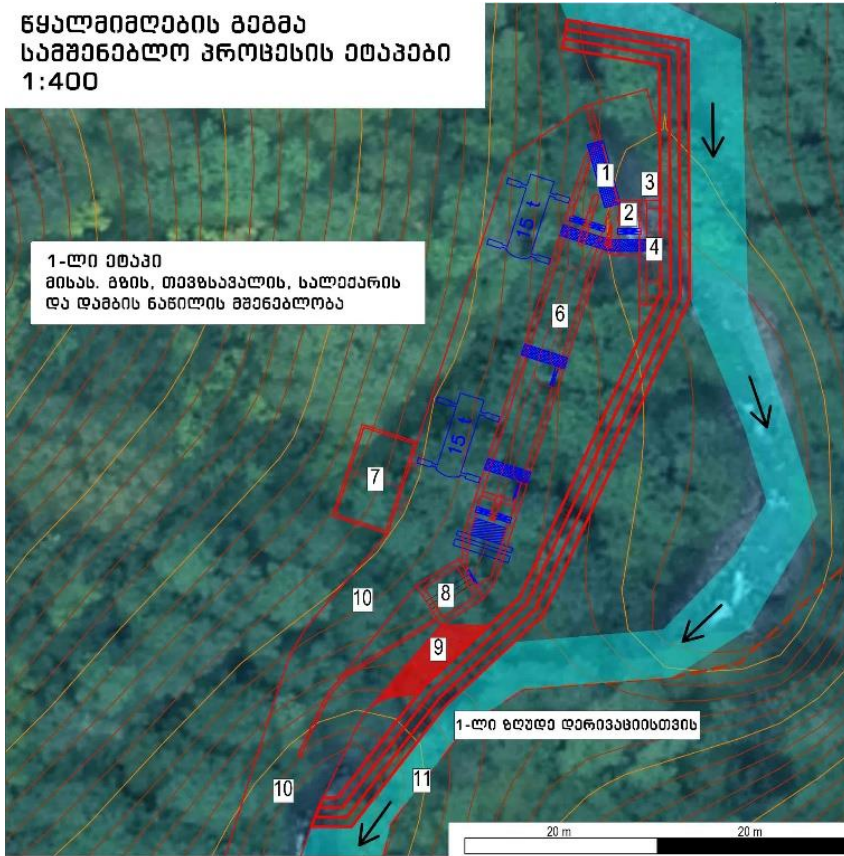 წყალმიმღების გეგმა
სამშენებლო პროცესის ეტაპები
1:400
1-ლი ეტაპი
მისას. გზის, თევზსავალის, სალექარის
და დამბის ნაწილის მშენებლობა
1
3
2
4
15 t
6
15 t
7
8
10
9
1-ლი ზღუდე დერივაციისთვის
11
10
20 m
20 m